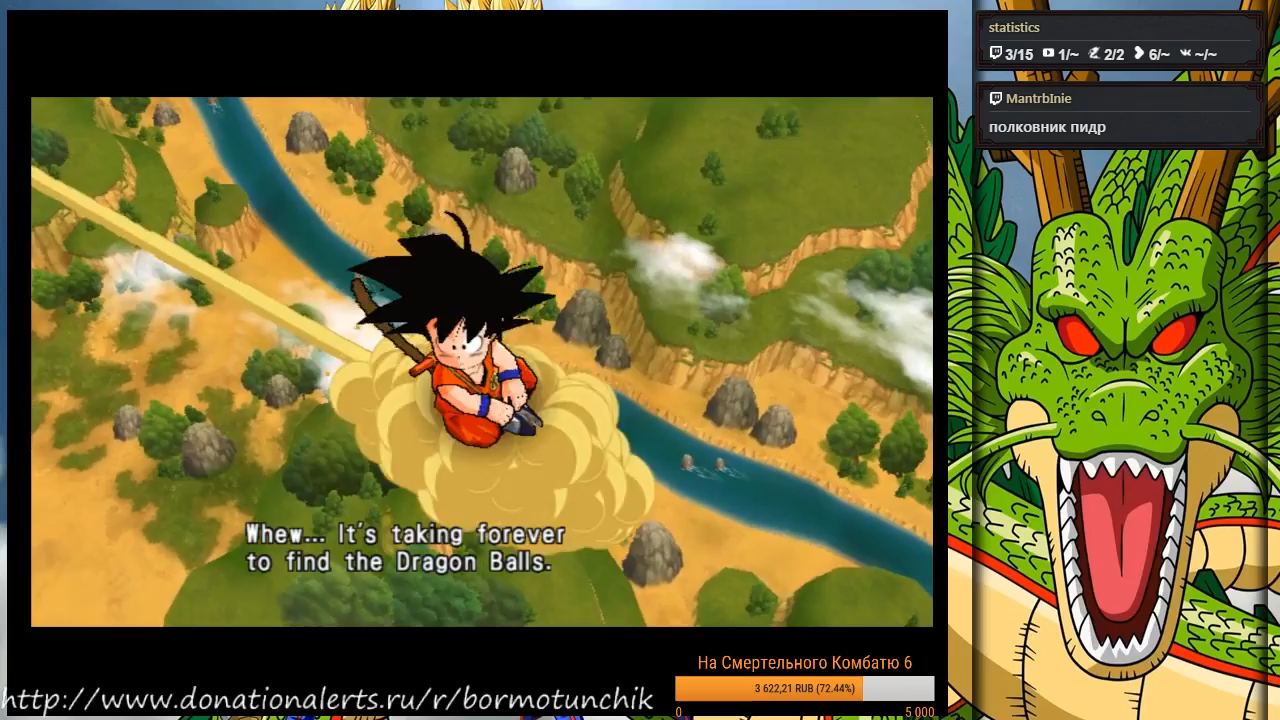 statistics
3/15 1/~ 2/2 6/~ ~/~
MantrbInie
полковник пидр
Whew... It's taking forever
to find the Dragon Balls.
На Смертельного Комбатю 6
3 622,21 RUB (72.44%)
0 5 000
http://www.donationalerts.ru/r/bormotunchik